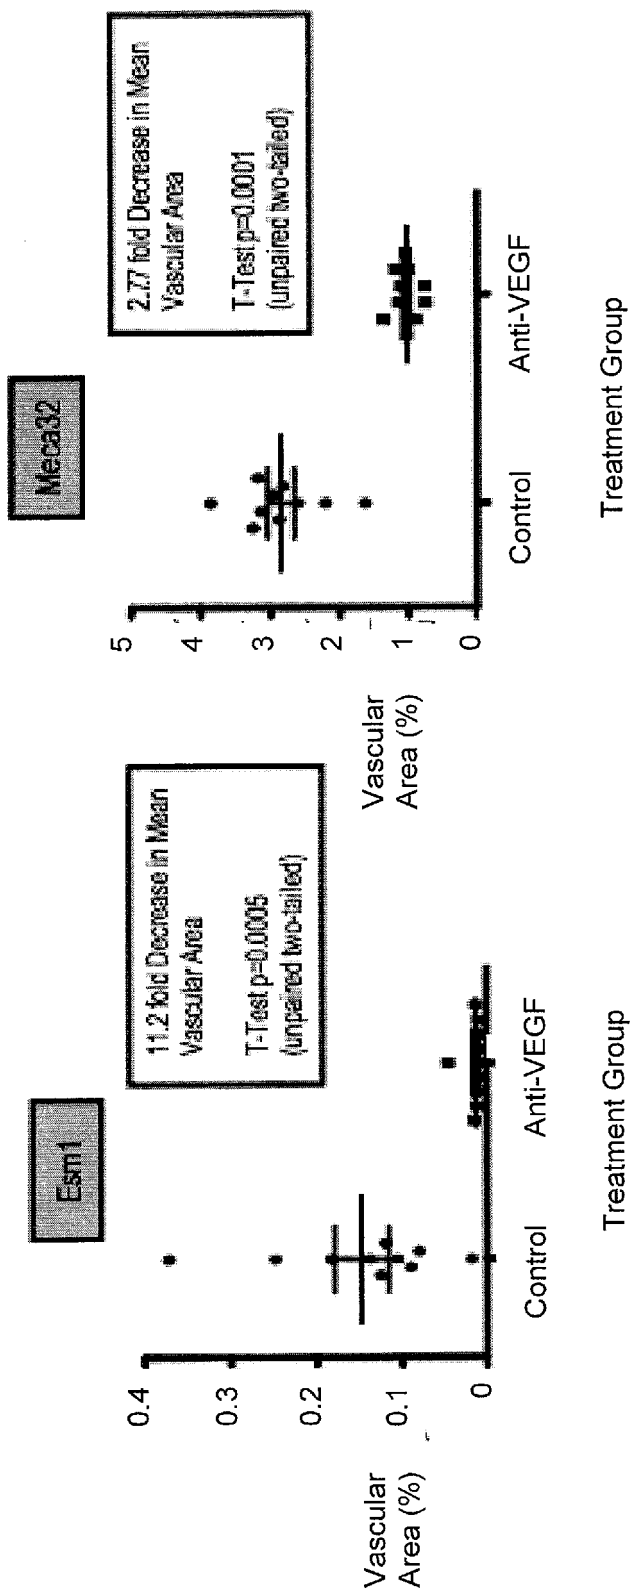 Esm1
11.2 fold Decrease in Mean
Vascular Area
T-Test p=0.0005
(unpaired two-tailed)
Vascular
Area (%)
0.4
0.3
0.2
0.1
0
Control
Anti-VEGF
Treatment Group
Meca32
2.77 fold Decrease in Mean
Vascular Area
T-Test p=0.0001
(unpaired two-tailed)
Vascular
Area (%)
5
4
3
2
1
0
Control
Anti-VEGF
Treatment Group